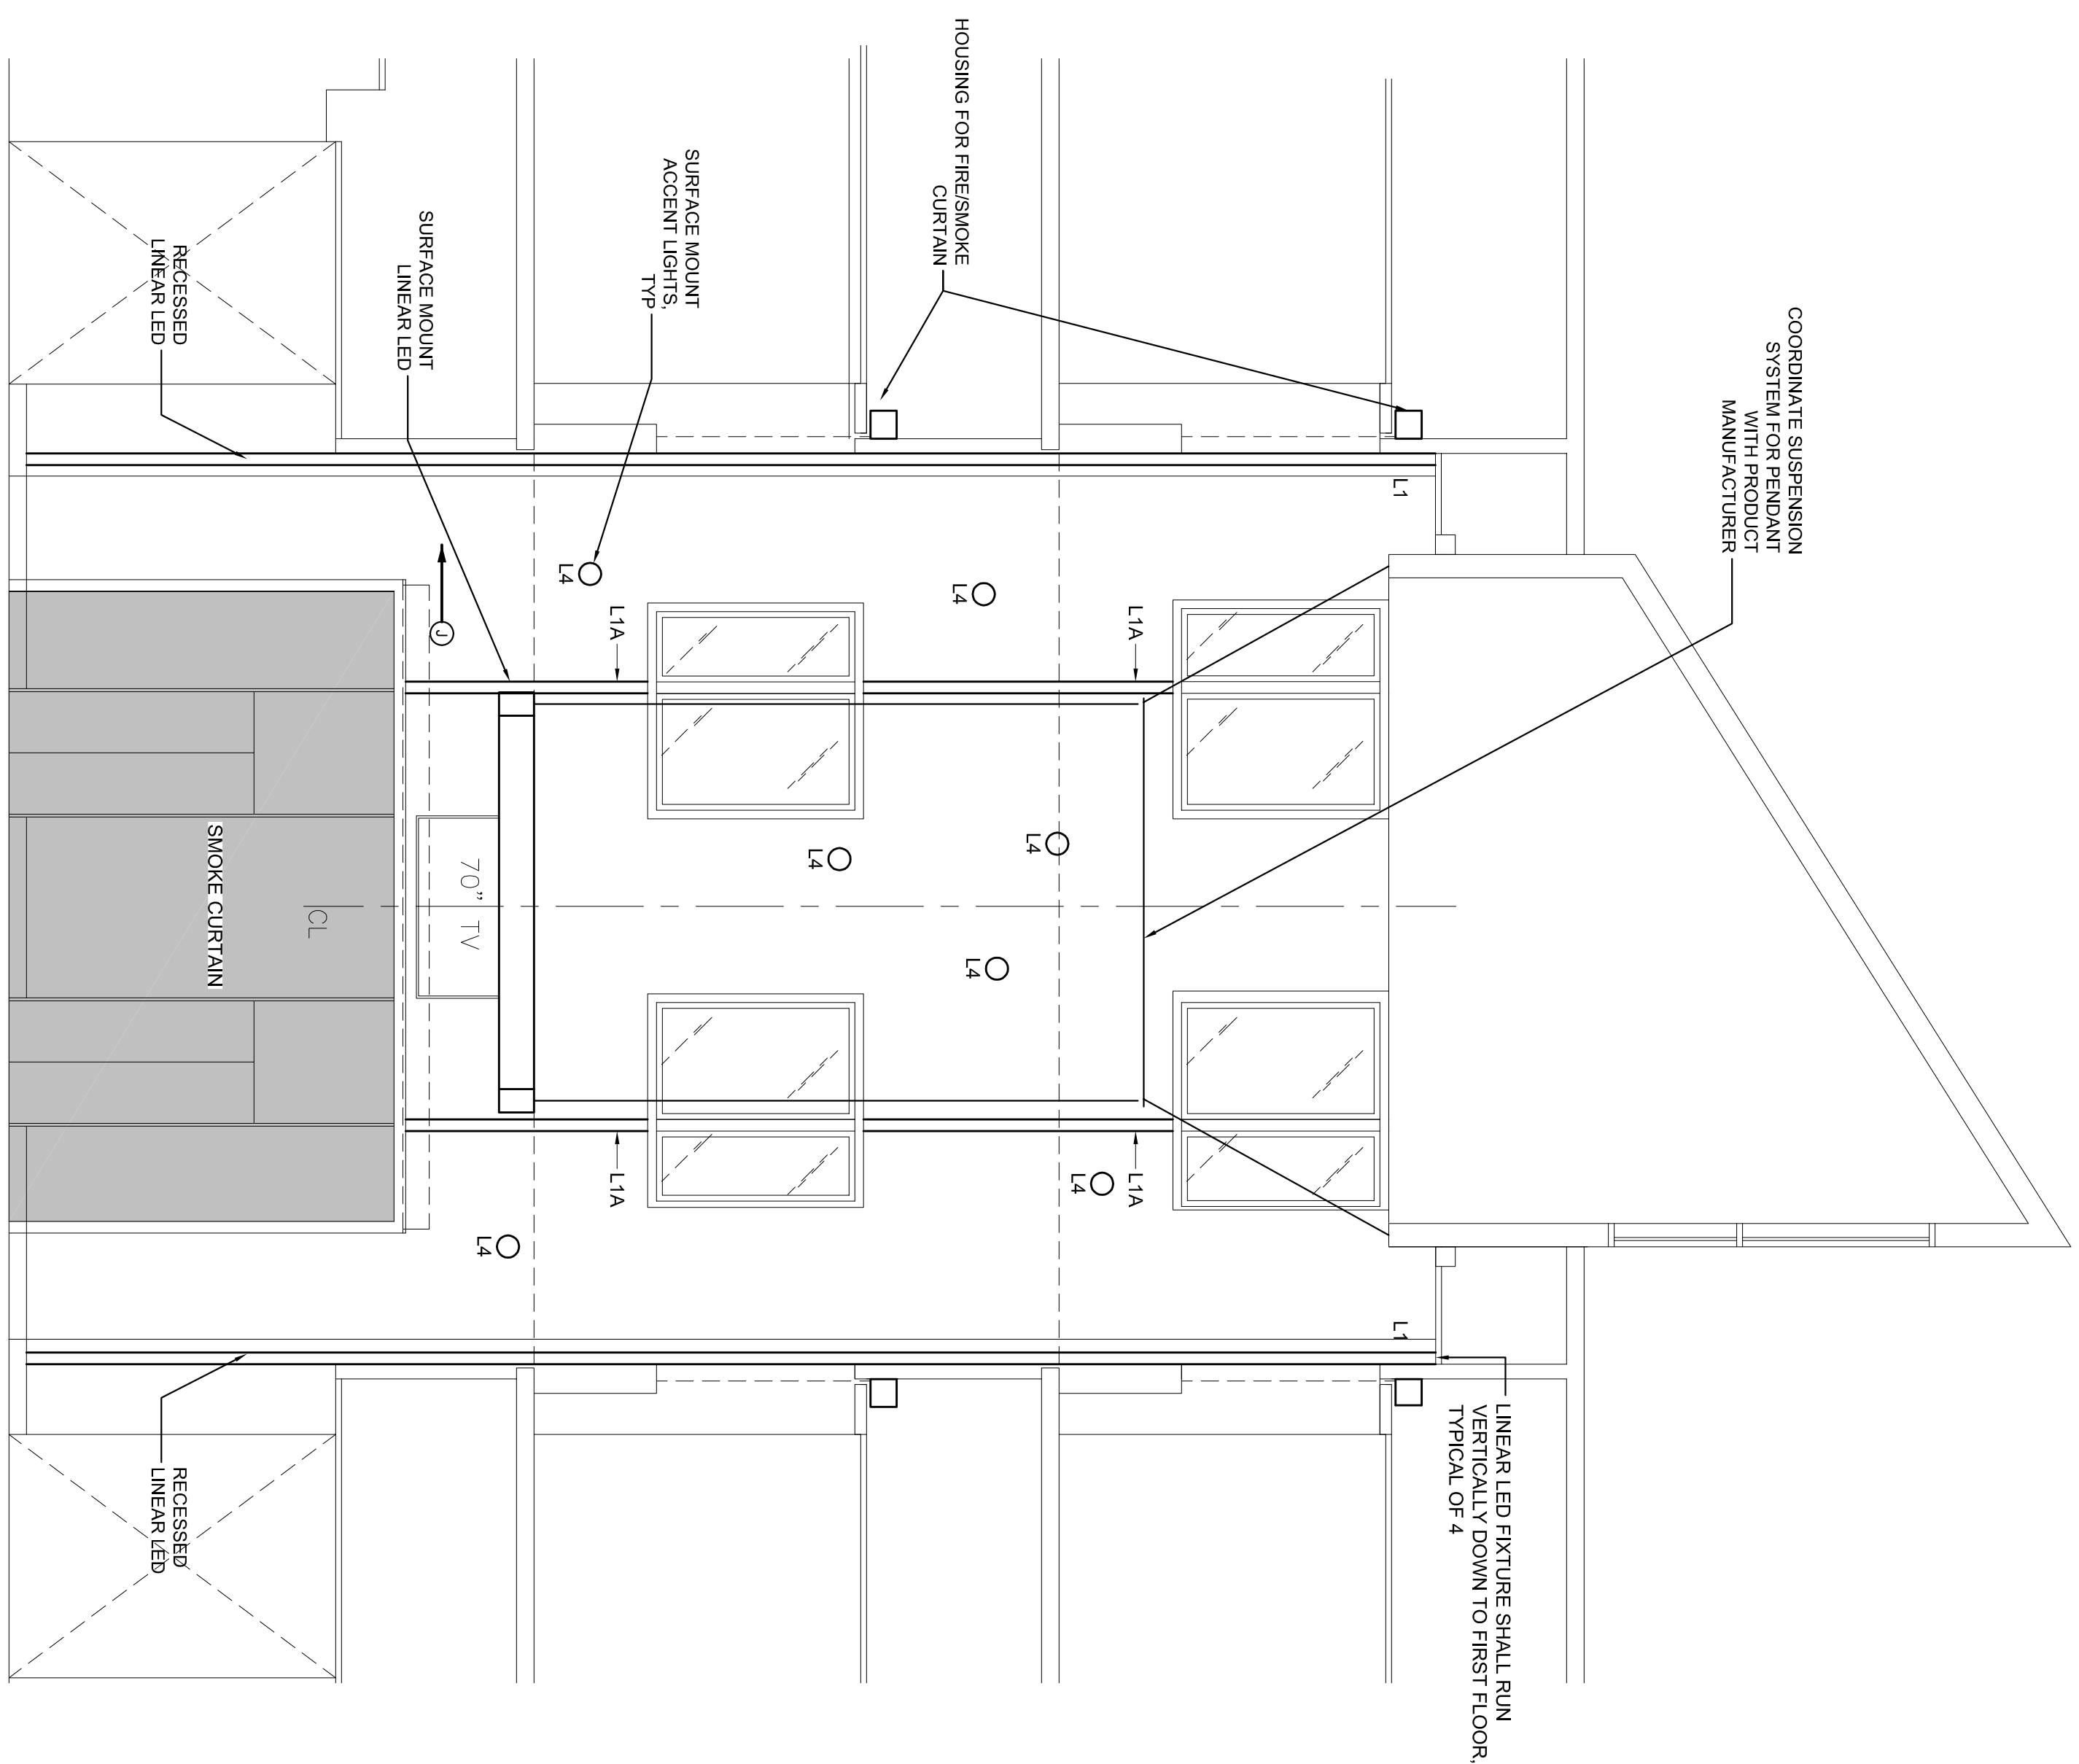 COORDINATE SUSPENSION
SYSTEM FOR PENDANT
WITH PRODUCT
MANUFACTURER
LINEAR LED FIXTURE SHALL RUN
VERTICALLY DOWN TO FIRST FLOOR,
TYPICAL OF 4
L1
L1
HOUSING FOR FIRE/SMOKE
CURTAIN
L1A
L1A
L4
L4
L4
L4
L4
SURFACE MOUNT
ACCENT LIGHTS,
TYP
L1A
L1A
L4
L4
70" TV
SURFACE MOUNT
LINEAR LED
J
CL
SMOKE CURTAIN
RECESSED
LINEAR LED
RECESSED
LINEAR LED